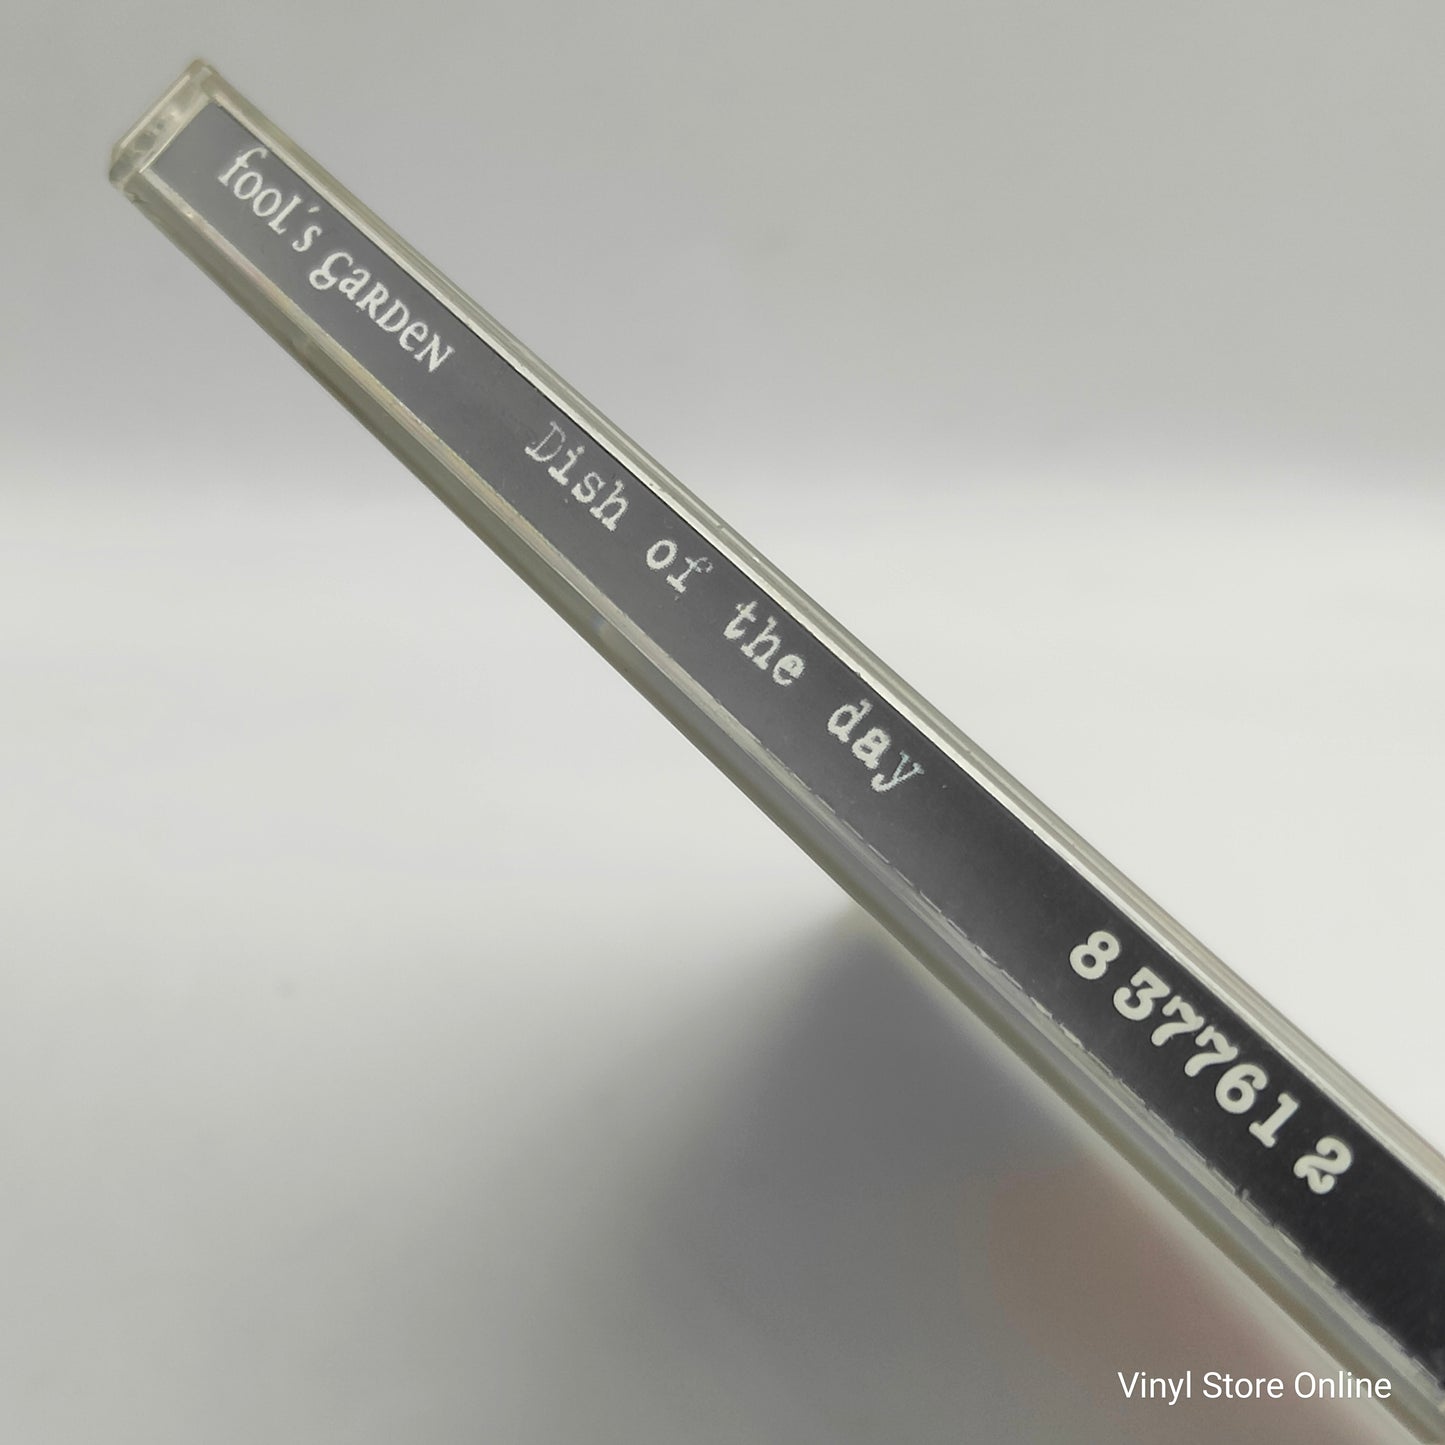 fool's garden Dish of the day 8 37761 2
Vinyl Store Online